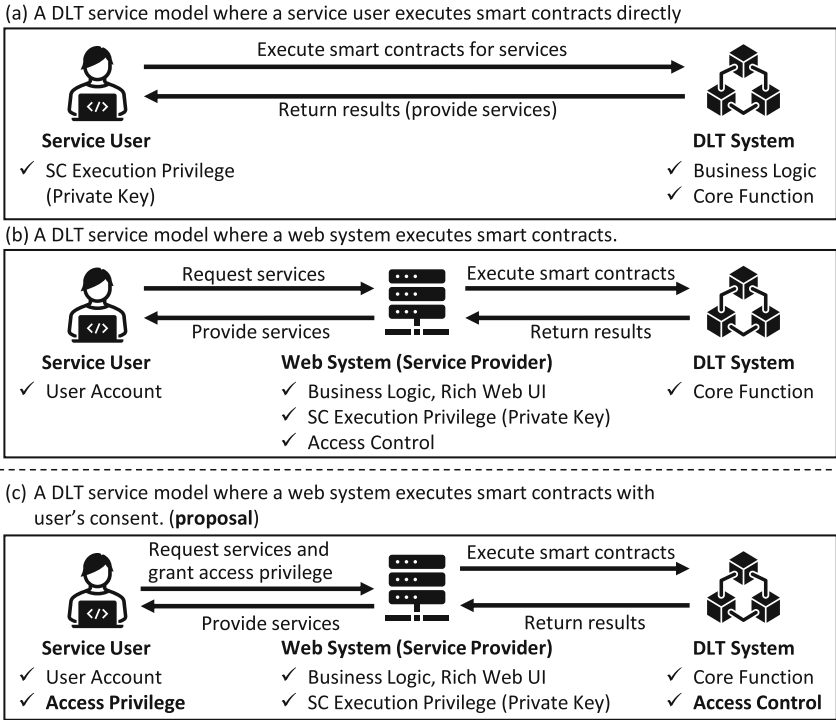 (a) A DLT service model where a service user executes smart contracts directly
Execute smart contracts for services
</>
Return results (provide services)
Service User
✓ SC Execution Privilege
(Private Key)
DLT System
✓ Business Logic
✓ Core Function
(b) A DLT service model where a web system executes smart contracts.
Request services
Execute smart contracts
</>
Provide services
Return results
Service User
✓ User Account
Web System (Service Provider)
✓ Business Logic, Rich Web UI
✓ SC Execution Privilege (Private Key)
✓ Access Control
DLT System
✓ Core Function
(c) A DLT service model where a web system executes smart contracts with
user's consent. (proposal)
Request services and
grant access privilege
Execute smart contracts
</>
Provide services
Return results
Service User
✓ User Account
✓ Access Privilege
Web System (Service Provider)
✓ Business Logic, Rich Web UI
✓ SC Execution Privilege (Private Key)
DLT System
✓ Core Function
✓ Access Control